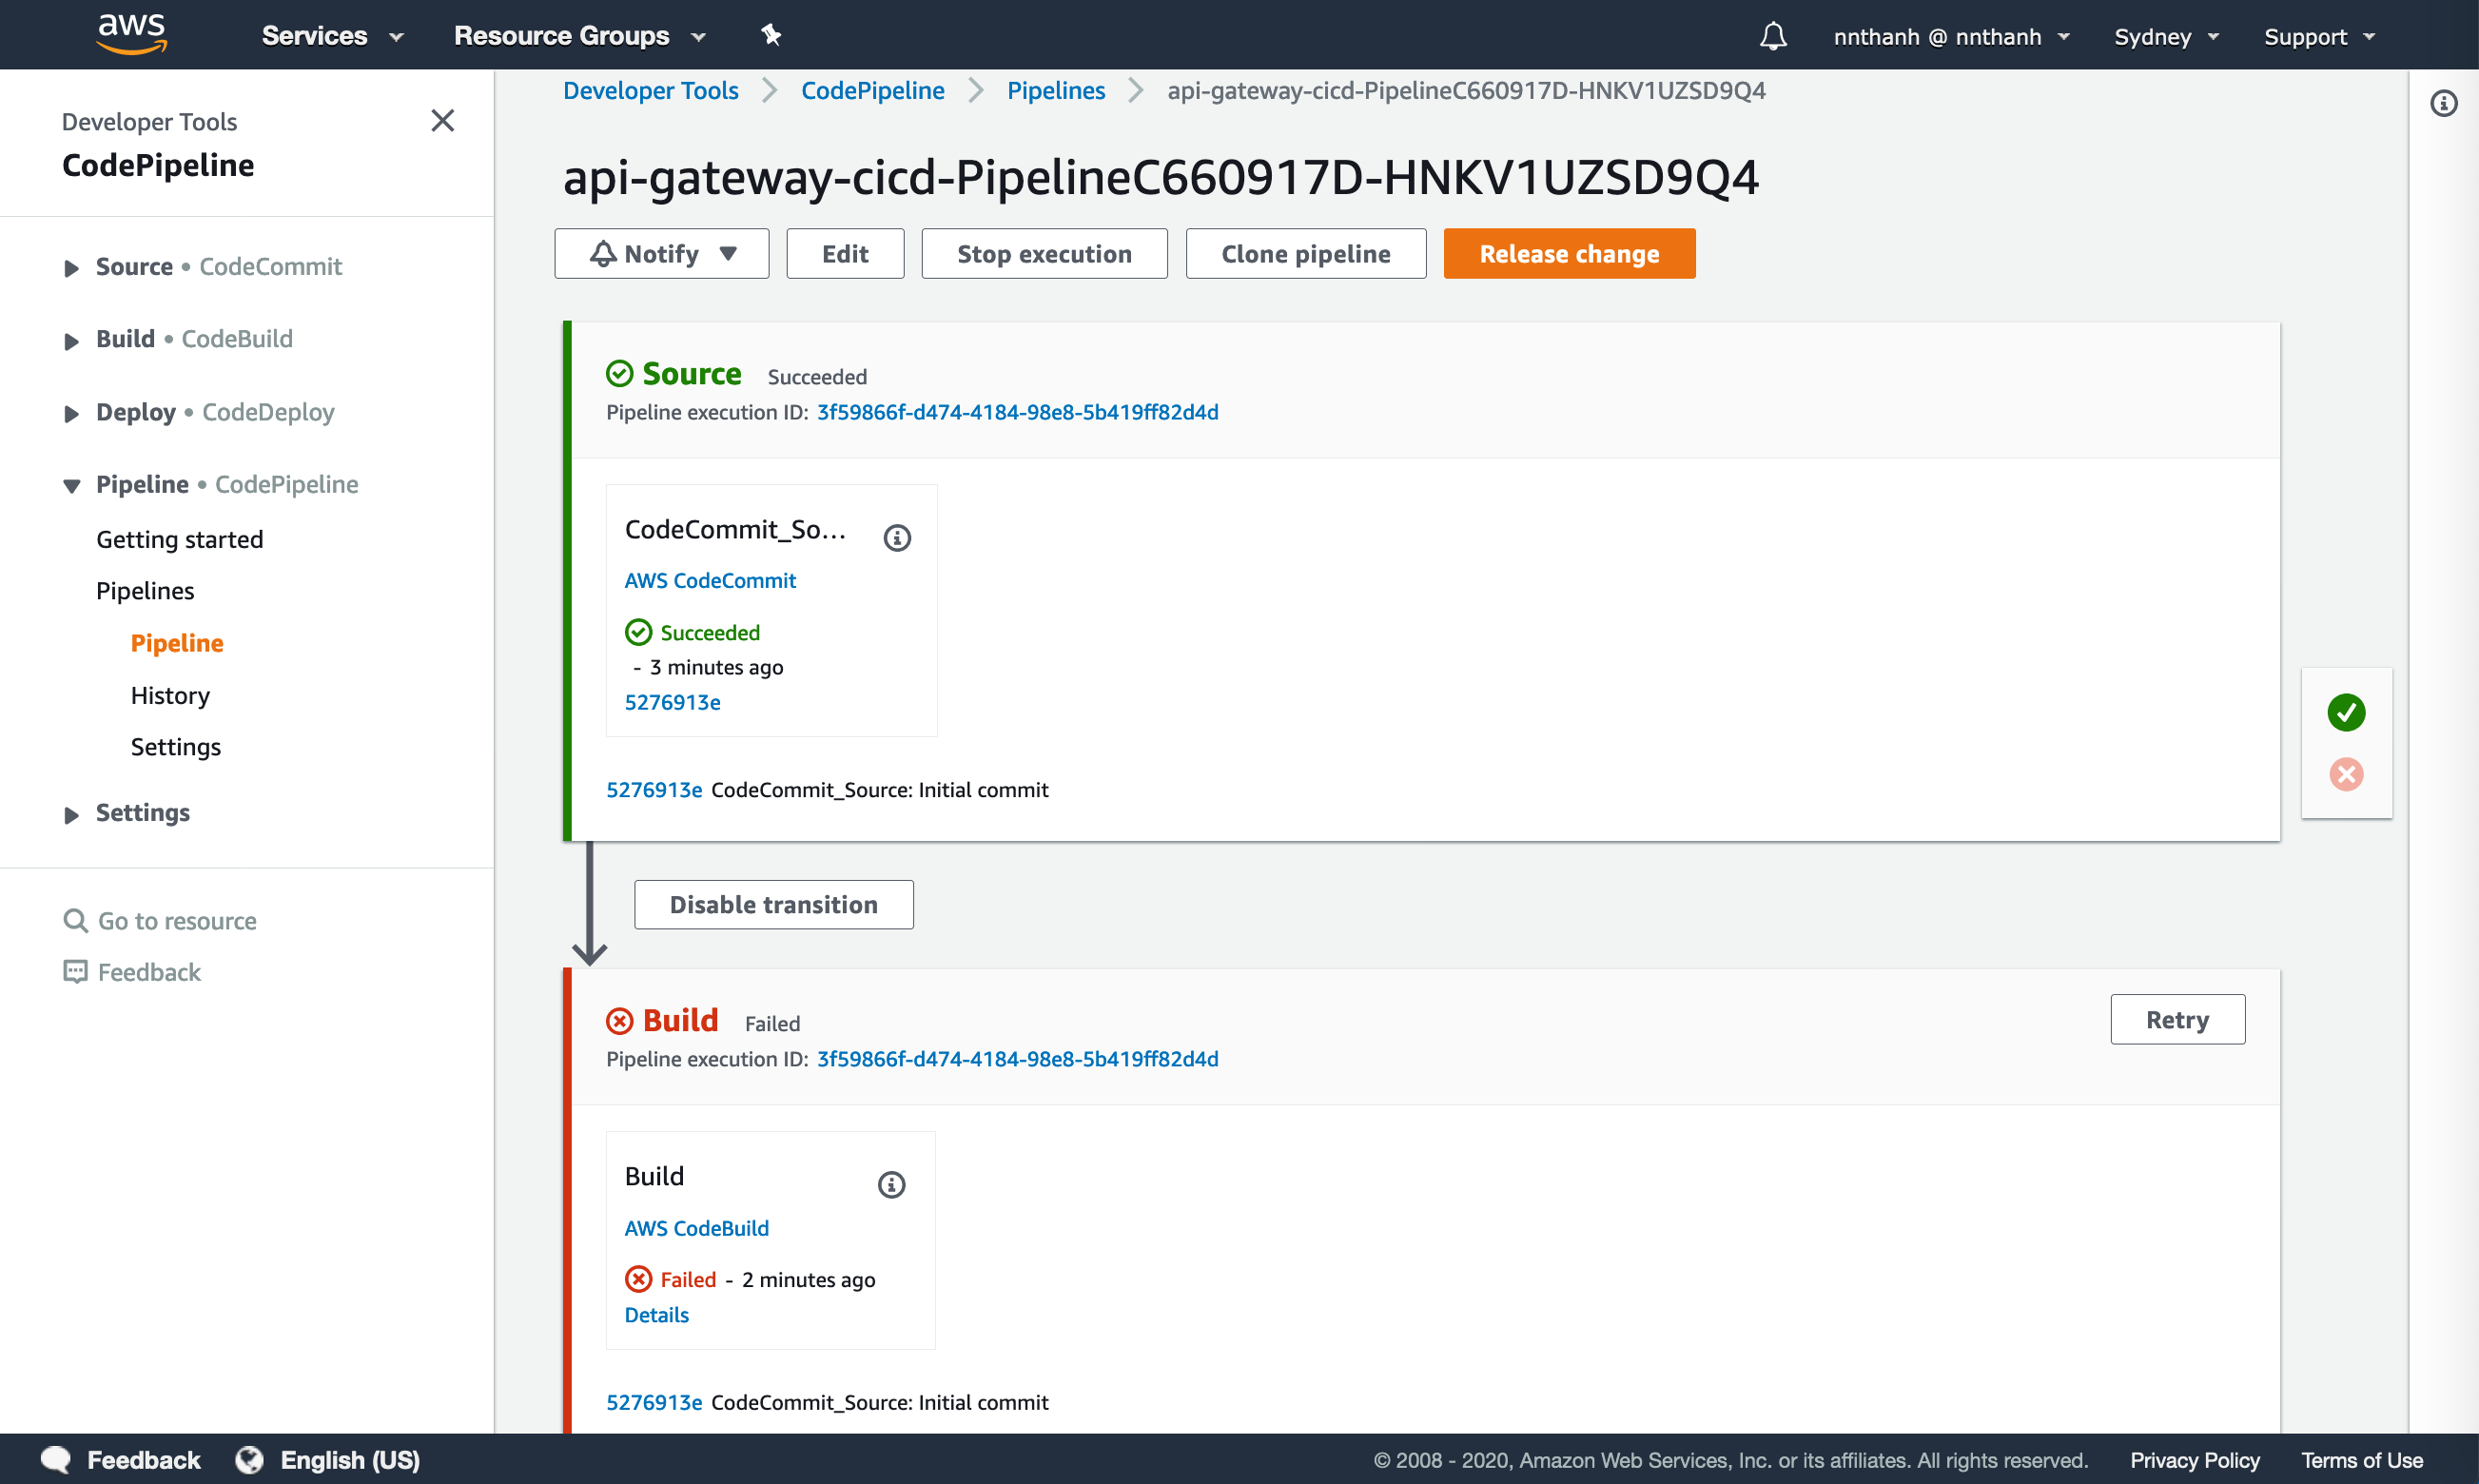 aws
Services
Resource Groups
nnthanh @ nnthanh
Sydney
Support
Developer Tools
CodePipeline
Source • CodeCommit
Build • CodeBuild
Deploy • CodeDeploy
Pipeline • CodePipeline
Getting started
Pipelines
Pipeline
History
Settings
Settings
Go to resource
Feedback
Developer Tools
CodePipeline
Pipelines
api-gateway-cicd-PipelineC660917D-HNKV1UZSD9Q4
api-gateway-cicd-PipelineC660917D-HNKV1UZSD9Q4
Notify
Edit
Stop execution
Clone pipeline
Release change
Source Succeeded
Pipeline execution ID: 3f59866f-d474-4184-98e8-5b419ff82d4d
CodeCommit_So...
AWS CodeCommit
Succeeded
- 3 minutes ago
5276913e
5276913e CodeCommit_Source: Initial commit
Disable transition
Build Failed
Retry
Pipeline execution ID: 3f59866f-d474-4184-98e8-5b419ff82d4d
Build
AWS CodeBuild
Failed - 2 minutes ago
Details
5276913e CodeCommit_Source: Initial commit
Feedback
English (US)
© 2008 - 2020, Amazon Web Services, Inc. or its affiliates. All rights reserved.
Privacy Policy
Terms of Use